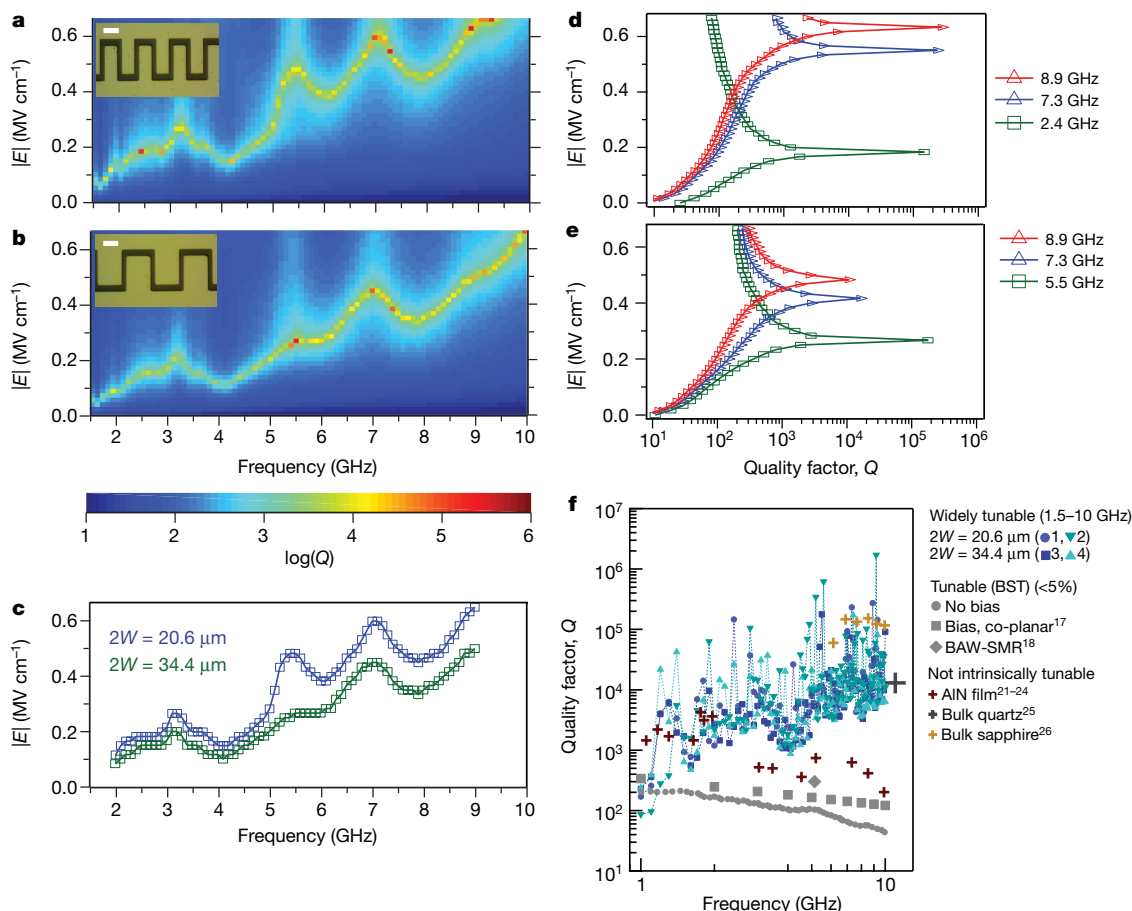 a
|E| (MV cm⁻¹)
0.6
0.4
0.2
0.0
b
|E| (MV cm⁻¹)
0.6
0.4
0.2
0.0
2 3 4 5 6 7 8 9 10
Frequency (GHz)
1 2 3 4 5 6
log(Q)
c
|E| (MV cm⁻¹)
0.6
0.4
0.2
0.0
2W = 20.6 μm
2W = 34.4 μm
1 2 3 4 5 6 7 8 9 10
Frequency (GHz)
d
|E| (MV cm⁻¹)
0.6
0.4
0.2
0.0
8.9 GHz
7.3 GHz
2.4 GHz
e
|E| (MV cm⁻¹)
0.6
0.4
0.2
0.0
8.9 GHz
7.3 GHz
5.5 GHz
10¹ 10² 10³ 10⁴ 10⁵ 10⁶
Quality factor, Q
f
Quality factor, Q
10⁷
10⁶
10⁵
10⁴
10³
10²
10¹
1 10
Frequency (GHz)
Widely tunable (1.5–10 GHz)
2W = 20.6 μm (●1,▼2)
2W = 34.4 μm (■3,▲4)
Tunable (BST) (<5%)
No bias
Bias, co-planar¹⁷
BAW-SMR¹⁸
Not intrinsically tunable
AlN film²¹⁻²⁴
Bulk quartz²⁵
Bulk sapphire²⁶